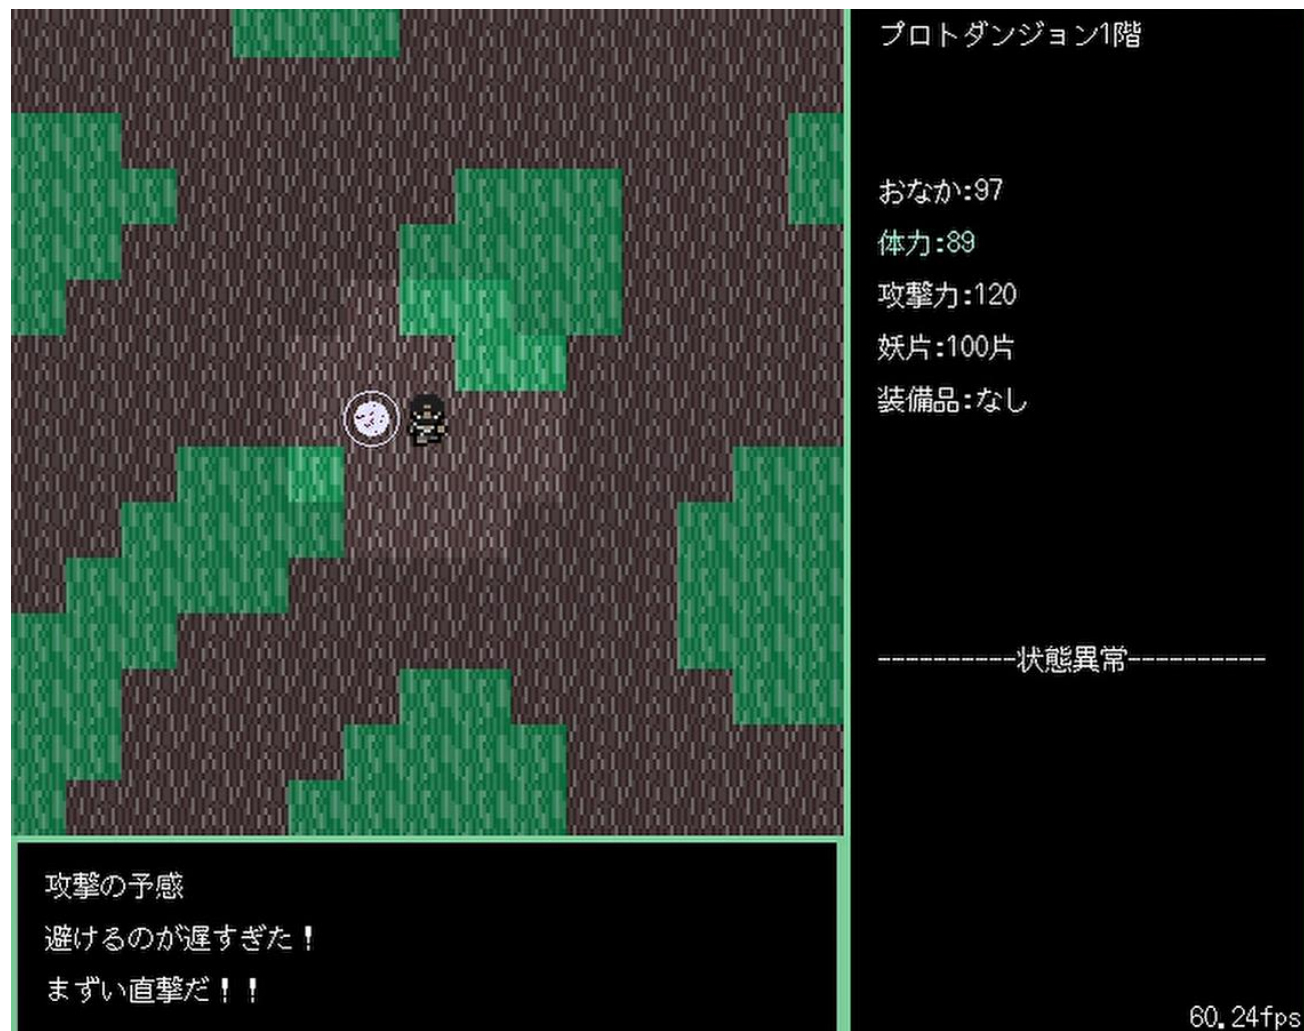 プロトダンジョン1階
おなか:97
体力:89
攻撃力:120
妖片:100片
装備品:なし
----------状態異常----------
攻撃の予感
避けるのが遅すぎた！
まずい直撃だ！！
60.24fps